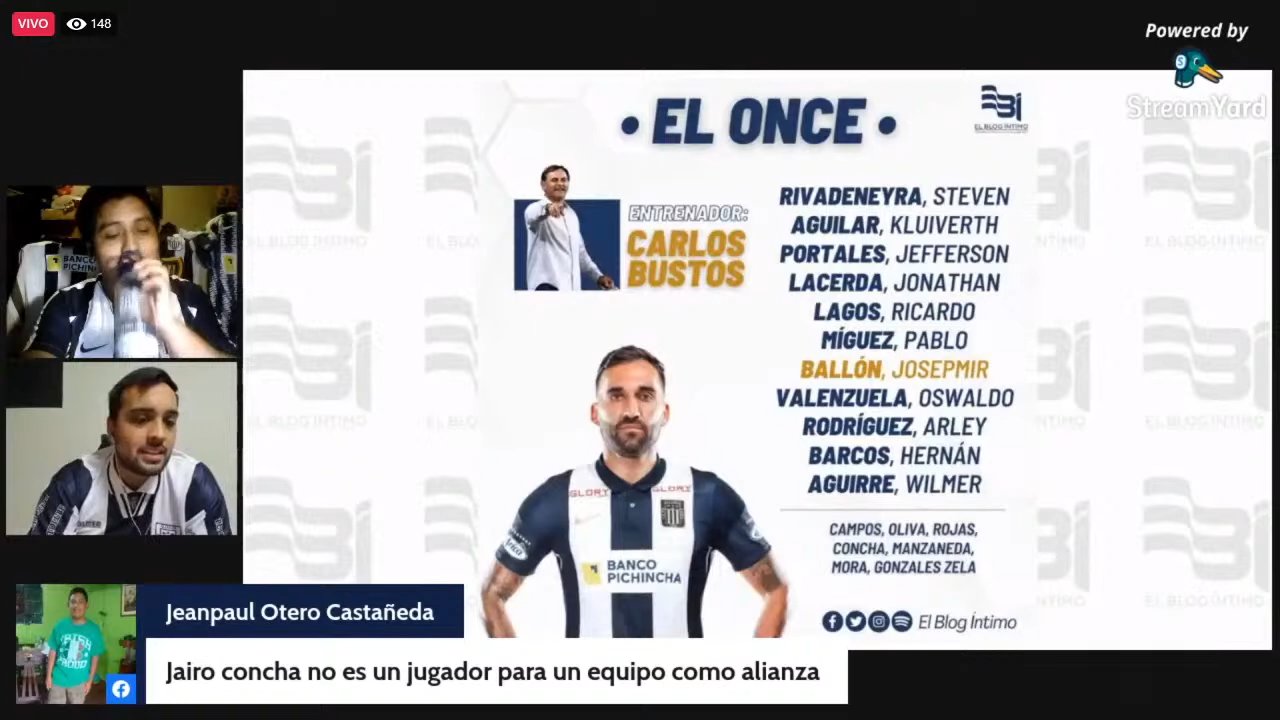 VIVO
148
Powered by
StreamYard
• EL ONCE •
EL BLOG ÍNTIMO
ENTRENADOR:
CARLOS
BUSTOS
RIVADENEYRA, STEVEN
AGUILAR, KLUIVERTH
PORTALES, JEFFERSON
LACERDA, JONATHAN
LAGOS, RICARDO
MÍGUEZ, PABLO
BALLÓN, JOSEPMIR
VALENZUELA, OSWALDO
RODRÍGUEZ, ARLEY
BARCOS, HERNÁN
AGUIRRE, WILMER
CAMPOS, OLIVA, ROJAS,
CONCHA, MANZANEDA,
MORA, GONZALES ZELA
El Blog Íntimo
GLORY GLORY
BANCO
PICHINCHA
BANCO
PICHINCHA
Jeanpaul Otero Castañeda
Jairo concha no es un jugador para un equipo como alianza